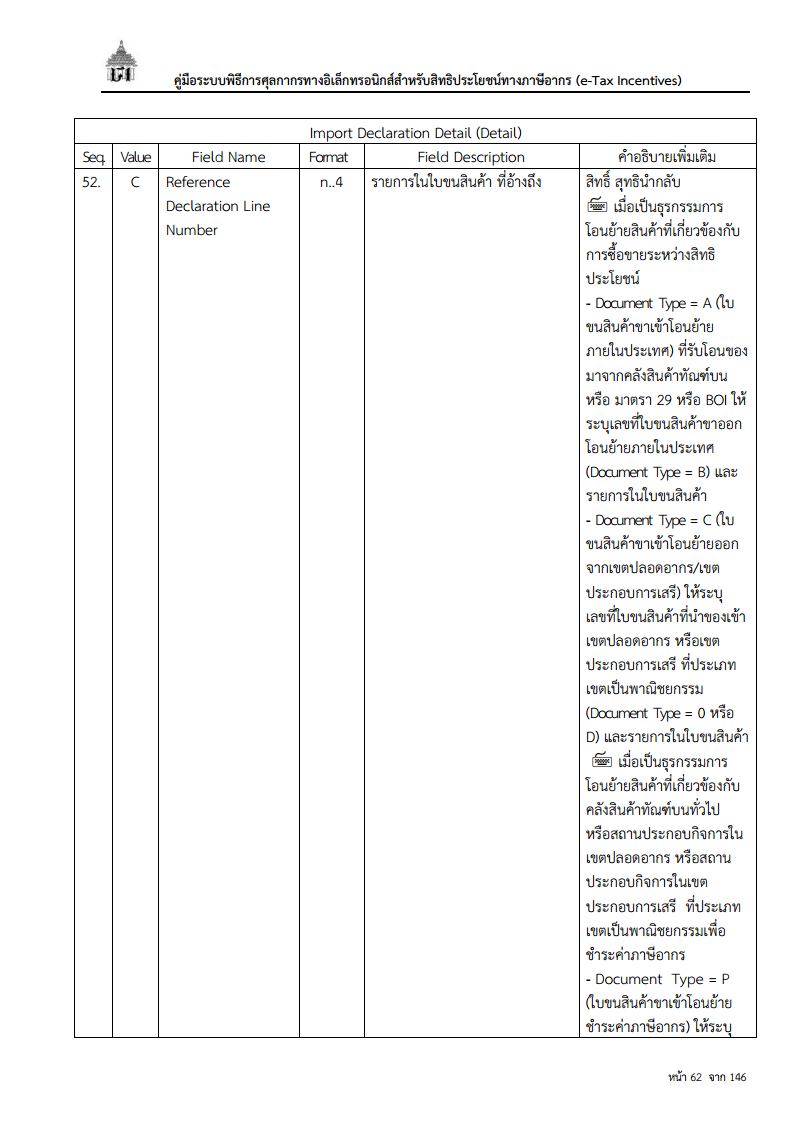 คู่มือระบบพิธีการศุลกากรทางอิเล็กทรอนิกส์สำหรับสิทธิประโยชน์ทางภาษีอากร (e-Tax Incentives)
Import Declaration Detail (Detail)
Seq. Value Field Name Format Field Description คำอธิบายเพิ่มเติม
52. C Reference n..4 รายการในใบขนสินค้า ที่อ้างถึง สิทธิ์ สุทธินำกลับ
Declaration Line เมื่อเป็นธุรกรรมการ
Number โอนย้ายสินค้าที่เกี่ยวข้องกับ
การซื้อขายระหว่างสิทธิ
ประโยชน์
- Document Type = A (ใบ
ขนสินค้าขาเข้าโอนย้าย
ภายในประเทศ) ที่รับโอนของ
มาจากคลังสินค้าทัณฑ์บน
หรือ มาตรา 29 หรือ BOI ให้
ระบุเลขที่ใบขนสินค้าขาออก
โอนย้ายภายในประเทศ
(Document Type = B) และ
รายการในใบขนสินค้า
- Document Type = C (ใบ
ขนสินค้าขาเข้าโอนย้ายออก
จากเขตปลอดอากร/เขต
ประกอบการเสรี) ให้ระบุ
เลขที่ใบขนสินค้าที่นำของเข้า
เขตปลอดอากร หรือเขต
ประกอบการเสรี ที่ประเภท
เขตเป็นพาณิชยกรรม
(Document Type = 0 หรือ
D) และรายการในใบขนสินค้า
เมื่อเป็นธุรกรรมการ
โอนย้ายสินค้าที่เกี่ยวข้องกับ
คลังสินค้าทัณฑ์บนทั่วไป
หรือสถานประกอบกิจการใน
เขตปลอดอากร หรือสถาน
ประกอบกิจการในเขต
ประกอบการเสรี ที่ประเภท
เขตเป็นพาณิชยกรรมเพื่อ
ชำระค่าภาษีอากร
- Document Type = P
(ใบขนสินค้าขาเข้าโอนย้าย
ชำระค่าภาษีอากร) ให้ระบุ
หน้า 62 จาก 146